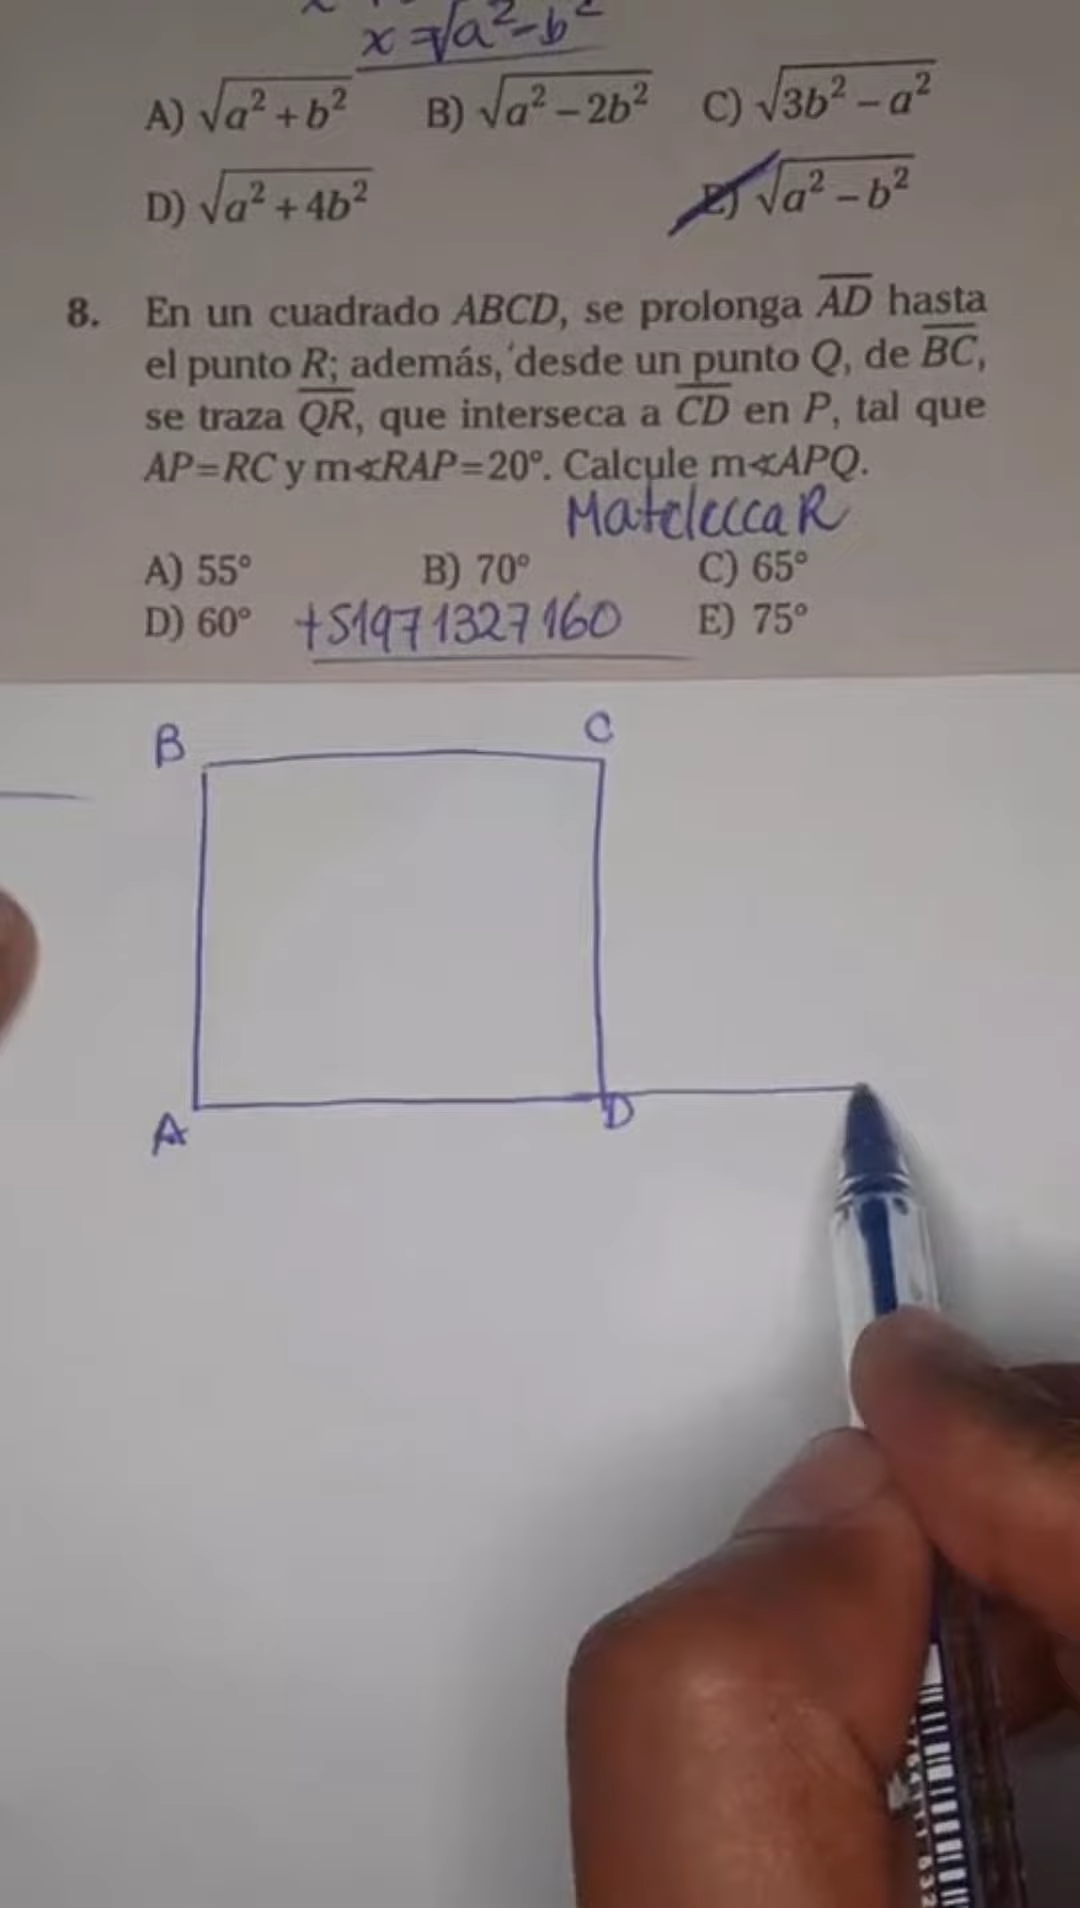 x=√a²-b²
A) √a²+b² B) √a²-2b² C) √3b²-a²
D) √a²+4b² E) √a²-b²
8. En un cuadrado ABCD, se prolonga AD hasta
el punto R; además, desde un punto Q, de BC,
se traza QR, que interseca a CD en P, tal que
AP=RC y m∢RAP=20°. Calcule m∢APQ.
MateleccaR
A) 55° B) 70° C) 65°
D) 60° +51971327160 E) 75°
B C
A D